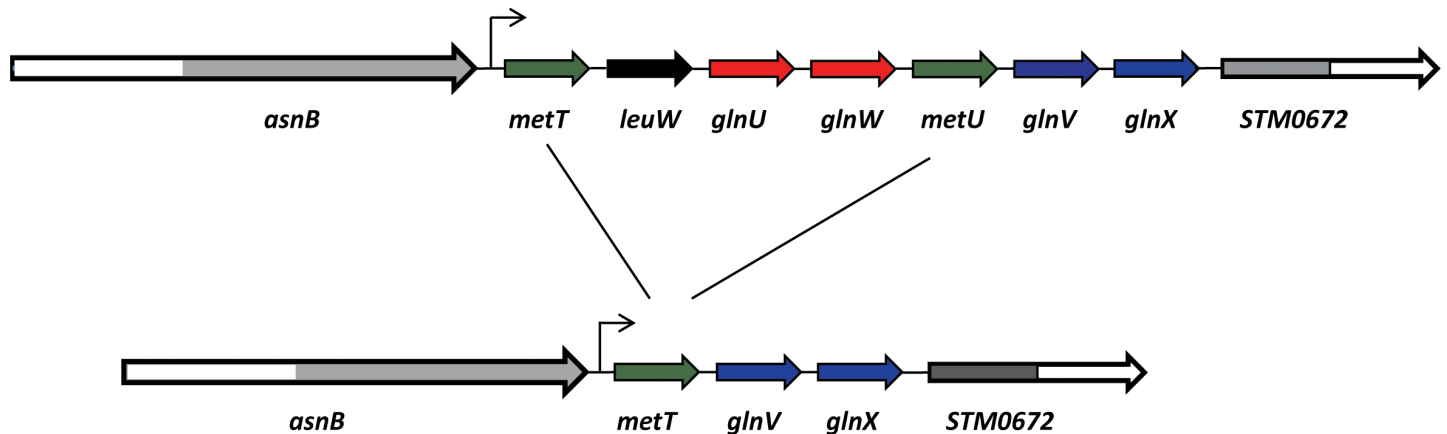 asnB metT leuW glnU glnW metU glnV glnX STM0672
asnB metT glnV glnX STM0672